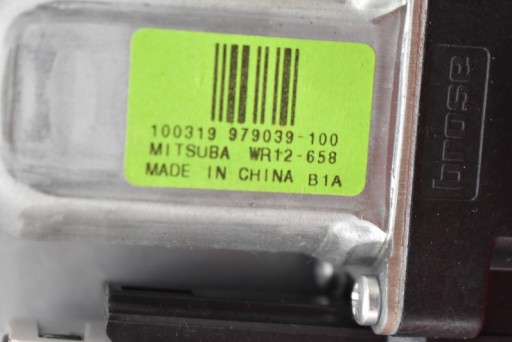 100319 979039-100
MITSUBA WR12-658
MADE IN CHINA B1A
brose